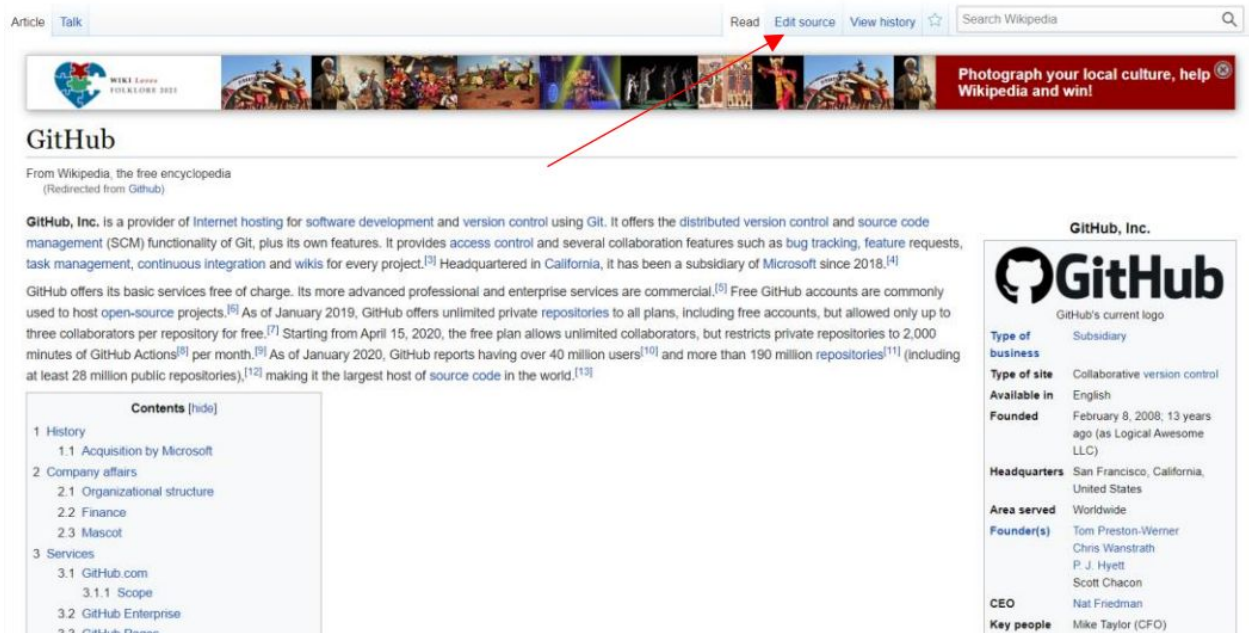 Article Talk Read Edit source View history Search Wikipedia
WIKI Loves
FOLKLORE 2021
Photograph your local culture, help
Wikipedia and win!
GitHub
From Wikipedia, the free encyclopedia
(Redirected from Github)
GitHub, Inc. is a provider of Internet hosting for software development and version control using Git. It offers the distributed version control and source code
management (SCM) functionality of Git, plus its own features. It provides access control and several collaboration features such as bug tracking, feature requests,
task management, continuous integration and wikis for every project.[3] Headquartered in California, it has been a subsidiary of Microsoft since 2018.[4]
GitHub offers its basic services free of charge. Its more advanced professional and enterprise services are commercial.[5] Free GitHub accounts are commonly
used to host open-source projects.[6] As of January 2019, GitHub offers unlimited private repositories to all plans, including free accounts, but allowed only up to
three collaborators per repository for free.[7] Starting from April 15, 2020, the free plan allows unlimited collaborators, but restricts private repositories to 2,000
minutes of GitHub Actions[8] per month.[9] As of January 2020, GitHub reports having over 40 million users[10] and more than 190 million repositories[11] (including
at least 28 million public repositories),[12] making it the largest host of source code in the world.[13]
Contents [hide]
1 History
1.1 Acquisition by Microsoft
2 Company affairs
2.1 Organizational structure
2.2 Finance
2.3 Mascot
3 Services
3.1 GitHub.com
3.1.1 Scope
3.2 GitHub Enterprise
3.3 GitHub Pages
GitHub, Inc.
GitHub
GitHub's current logo
Type of Subsidiary
business
Type of site Collaborative version control
Available in English
Founded February 8, 2008; 13 years
ago (as Logical Awesome
LLC)
Headquarters San Francisco, California,
United States
Area served Worldwide
Founder(s) Tom Preston-Werner
Chris Wanstrath
P. J. Hyett
Scott Chacon
CEO Nat Friedman
Key people Mike Taylor (CFO)